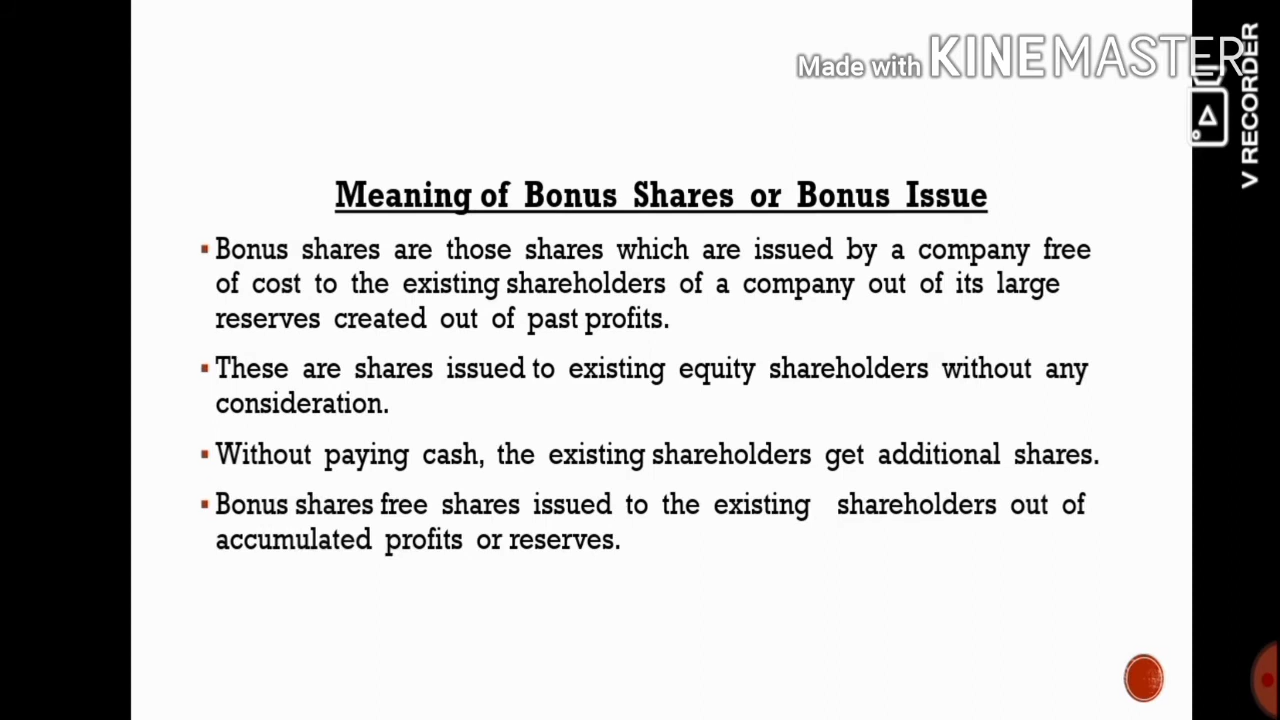 Made with KINEMASTER
V RECORDER
Meaning of Bonus Shares or Bonus Issue
Bonus shares are those shares which are issued by a company free
of cost to the existing shareholders of a company out of its large
reserves created out of past profits.
These are shares issued to existing equity shareholders without any
consideration.
Without paying cash, the existing shareholders get additional shares.
Bonus shares free shares issued to the existing shareholders out of
accumulated profits or reserves.